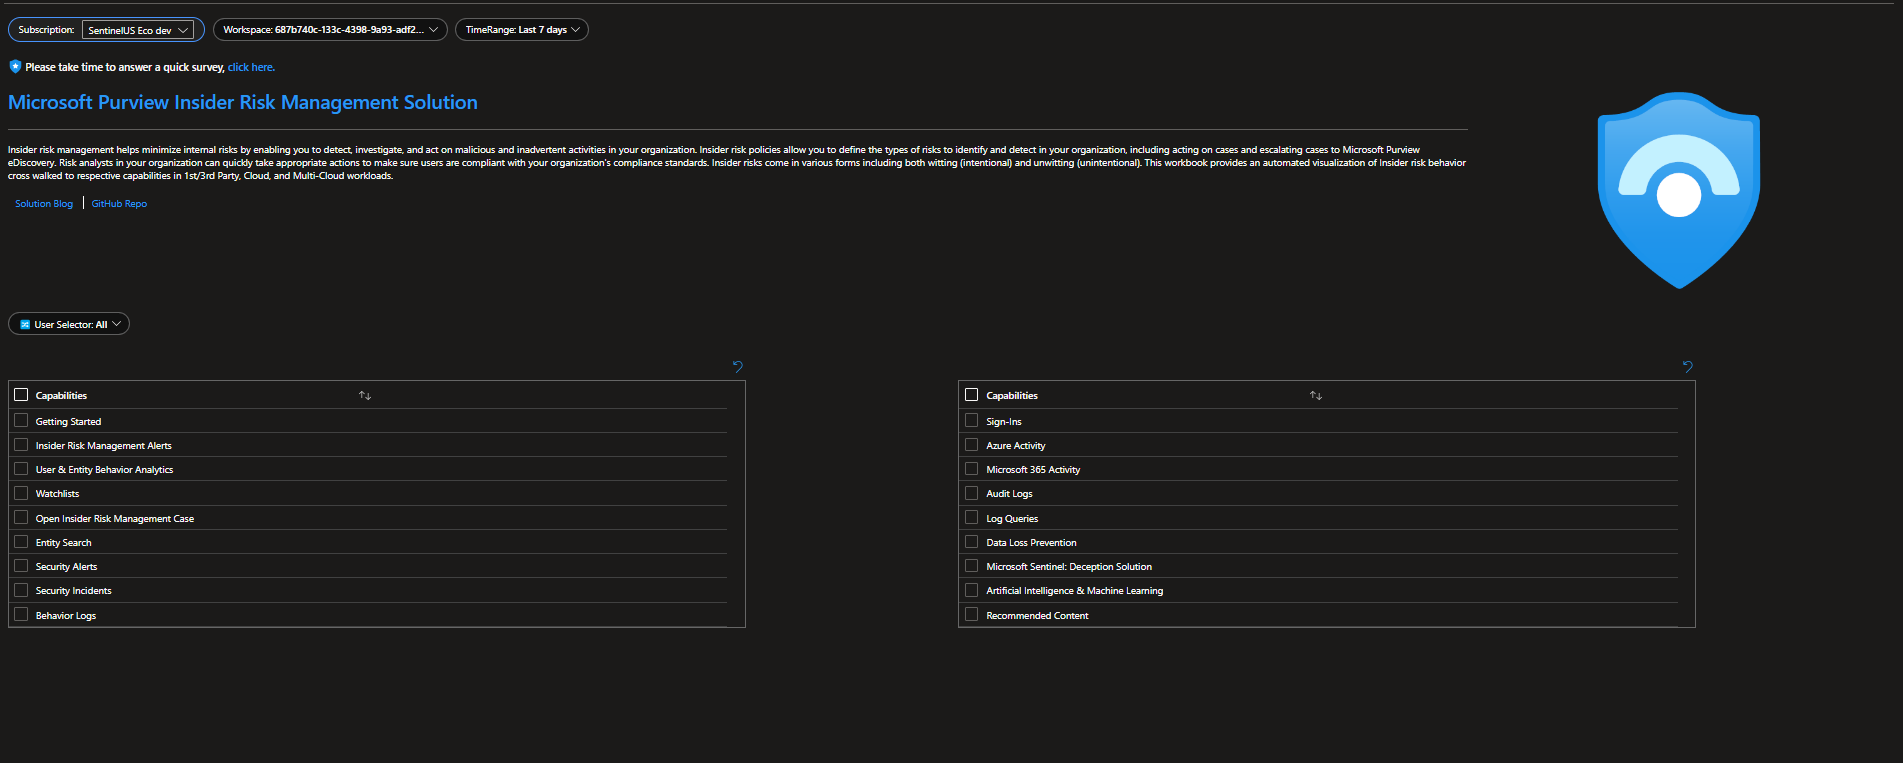 Subscription: SentinelUS Eco dev
Workspace: 687b740c-133c-4398-9a93-adf2...
TimeRange: Last 7 days
Please take time to answer a quick survey, click here.
Microsoft Purview Insider Risk Management Solution
Insider risk management helps minimize internal risks by enabling you to detect, investigate, and act on malicious and inadvertent activities in your organization. Insider risk policies allow you to define the types of risks to identify and detect in your organization, including acting on cases and escalating cases to Microsoft Purview
eDiscovery. Risk analysts in your organization can quickly take appropriate actions to make sure users are compliant with your organization's compliance standards. Insider risks come in various forms including both witting (intentional) and unwitting (unintentional). This workbook provides an automated visualization of Insider risk behavior
cross walked to respective capabilities in 1st/3rd Party, Cloud, and Multi-Cloud workloads.
Solution Blog
GitHub Repo
User Selector: All
Capabilities
Getting Started
Insider Risk Management Alerts
User & Entity Behavior Analytics
Watchlists
Open Insider Risk Management Case
Entity Search
Security Alerts
Security Incidents
Behavior Logs
Capabilities
Sign-Ins
Azure Activity
Microsoft 365 Activity
Audit Logs
Log Queries
Data Loss Prevention
Microsoft Sentinel: Deception Solution
Artificial Intelligence & Machine Learning
Recommended Content